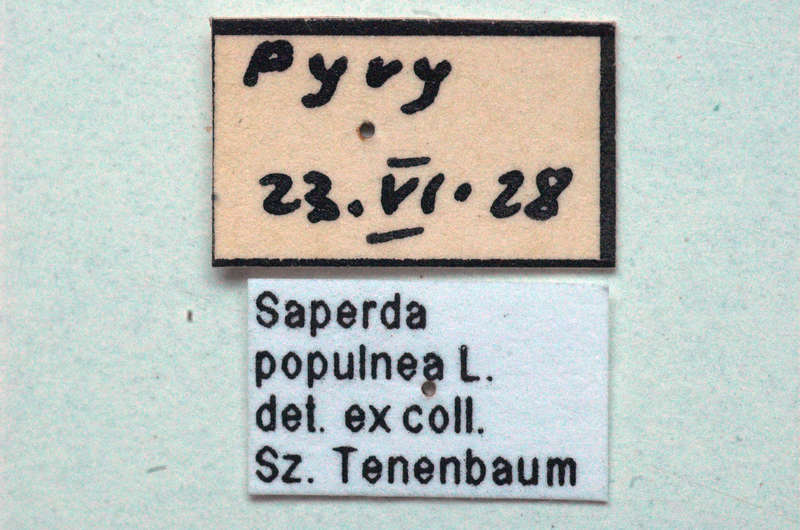 Pyry
23.VI.28
Saperda
populnea L.
det. ex coll.
Sz. Tenenbaum